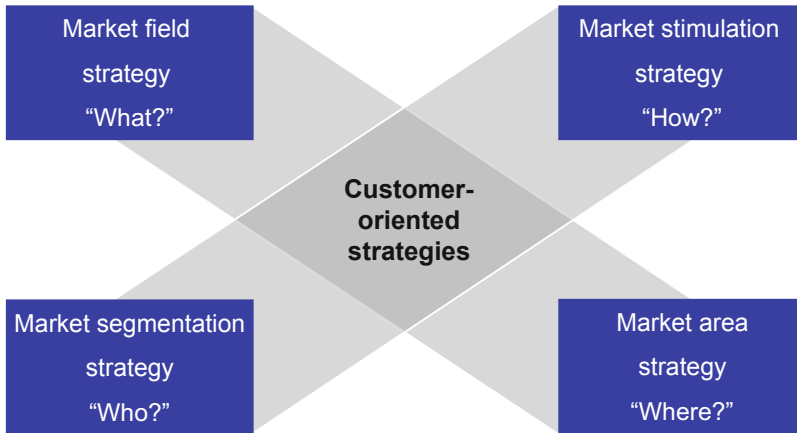 Market field
strategy
“What?”
Market stimulation
strategy
“How?”
Customer-
oriented
strategies
Market segmentation
strategy
“Who?”
Market area
strategy
“Where?”